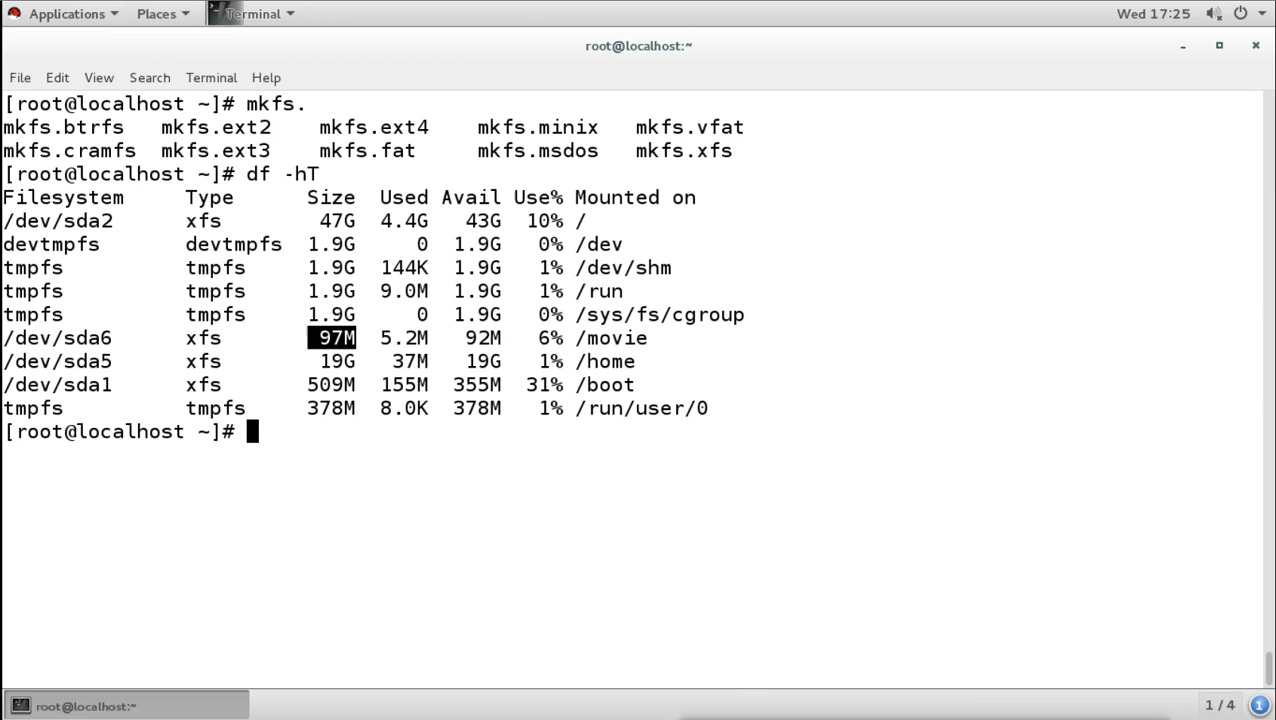 Applications Places Terminal Wed 17:25
root@localhost:~
File Edit View Search Terminal Help
[root@localhost ~]# mkfs.
mkfs.btrfs mkfs.ext2 mkfs.ext4 mkfs.minix mkfs.vfat
mkfs.cramfs mkfs.ext3 mkfs.fat mkfs.msdos mkfs.xfs
[root@localhost ~]# df -hT
Filesystem Type Size Used Avail Use% Mounted on
/dev/sda2 xfs 47G 4.4G 43G 10% /
devtmpfs devtmpfs 1.9G 0 1.9G 0% /dev
tmpfs tmpfs 1.9G 144K 1.9G 1% /dev/shm
tmpfs tmpfs 1.9G 9.0M 1.9G 1% /run
tmpfs tmpfs 1.9G 0 1.9G 0% /sys/fs/cgroup
/dev/sda6 xfs 97M 5.2M 92M 6% /movie
/dev/sda5 xfs 19G 37M 19G 1% /home
/dev/sda1 xfs 509M 155M 355M 31% /boot
tmpfs tmpfs 378M 8.0K 378M 1% /run/user/0
[root@localhost ~]#
root@localhost:~ 1 / 4 1